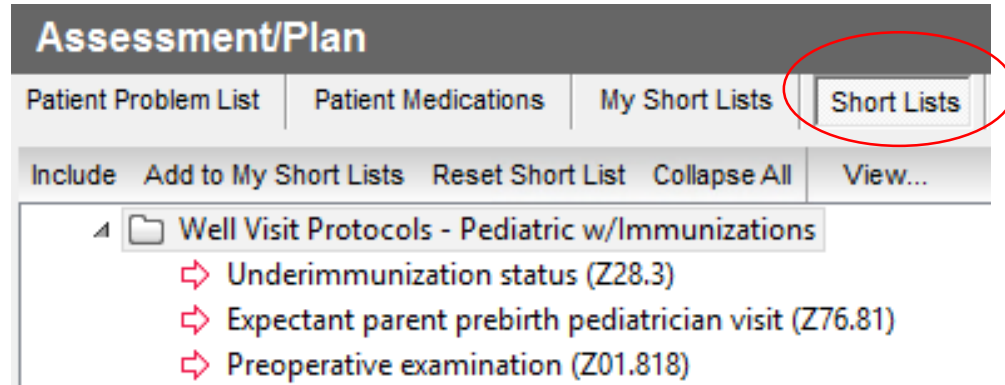 Assessment/Plan
Patient Problem List Patient Medications My Short Lists Short Lists
Include Add to My Short Lists Reset Short List Collapse All View...
Well Visit Protocols - Pediatric w/Immunizations
Underimmunization status (Z28.3)
Expectant parent prebirth pediatrician visit (Z76.81)
Preoperative examination (Z01.818)